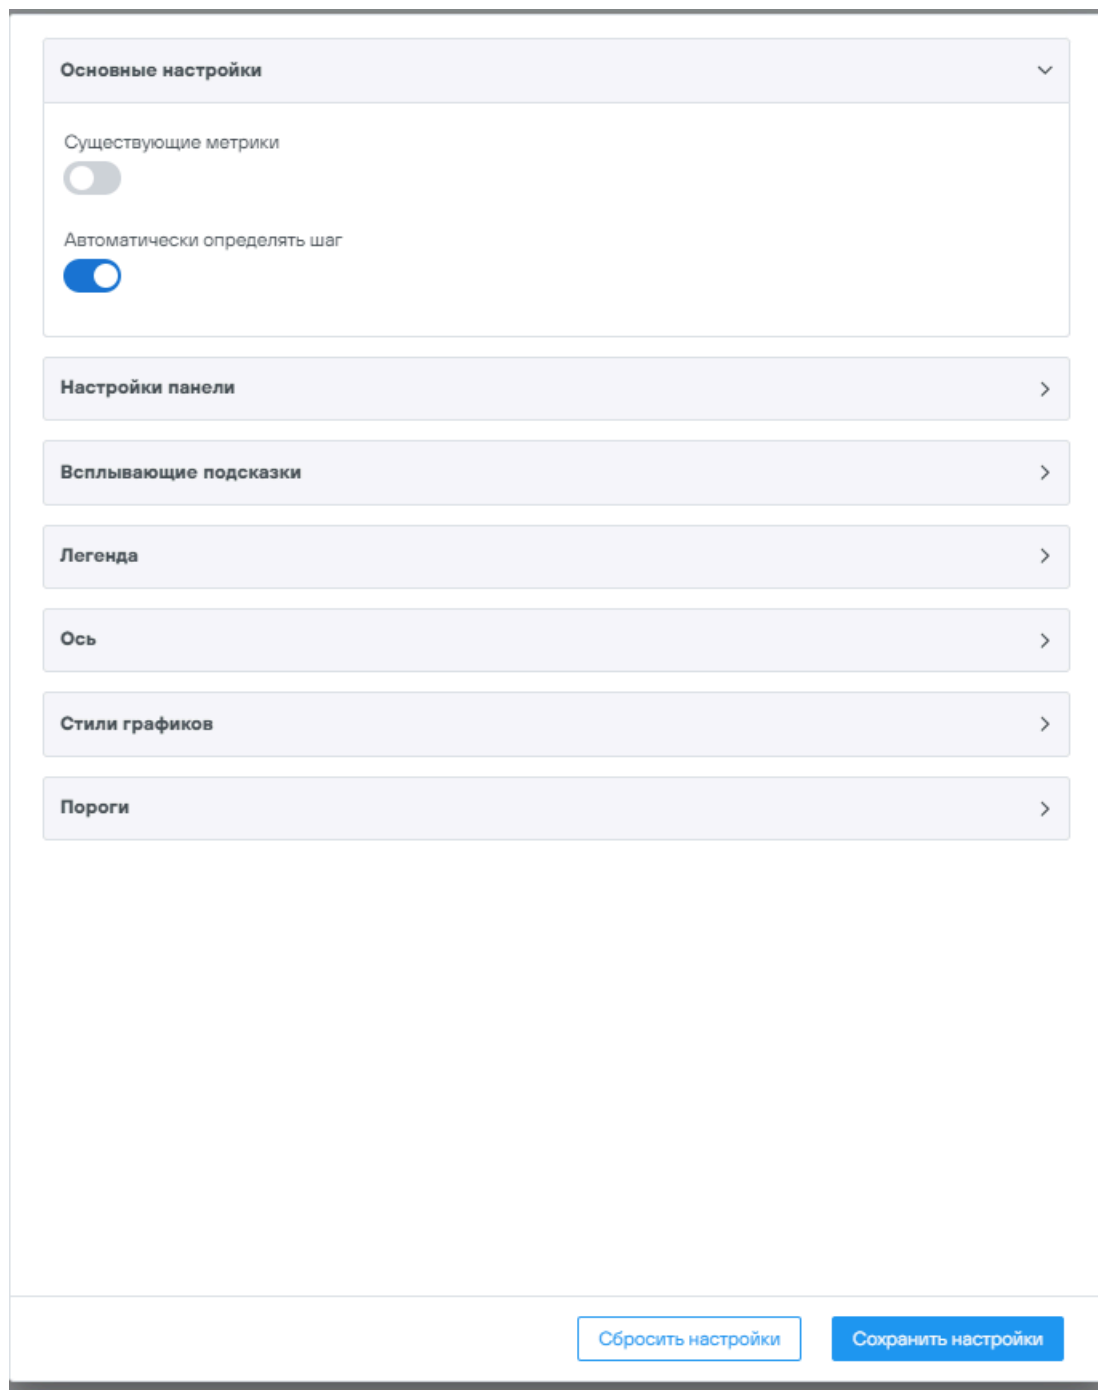 Основные настройки
Существующие метрики
Автоматически определять шаг
Настройки панели
Всплывающие подсказки
Легенда
Ось
Стили графиков
Пороги
Сбросить настройки
Сохранить настройки